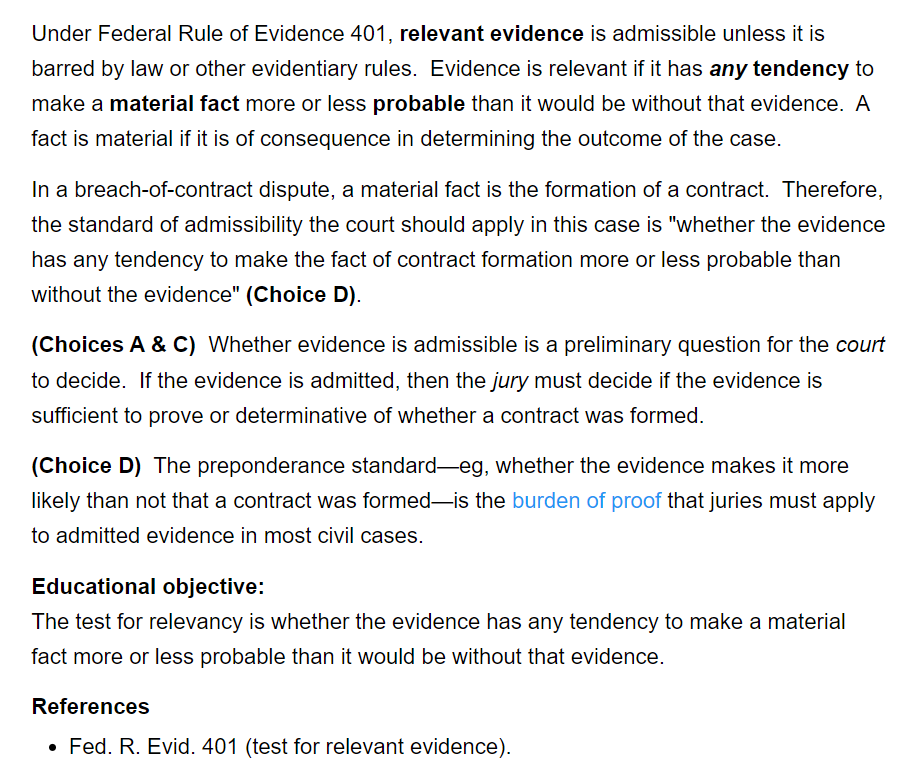 Under Federal Rule of Evidence 401, relevant evidence is admissible unless it is
barred by law or other evidentiary rules.  Evidence is relevant if it has any tendency to
make a material fact more or less probable than it would be without that evidence.  A
fact is material if it is of consequence in determining the outcome of the case.
In a breach-of-contract dispute, a material fact is the formation of a contract.  Therefore,
the standard of admissibility the court should apply in this case is "whether the evidence
has any tendency to make the fact of contract formation more or less probable than
without the evidence" (Choice D).
(Choices A & C)  Whether evidence is admissible is a preliminary question for the court
to decide.  If the evidence is admitted, then the jury must decide if the evidence is
sufficient to prove or determinative of whether a contract was formed.
(Choice D)  The preponderance standard—eg, whether the evidence makes it more
likely than not that a contract was formed—is the burden of proof that juries must apply
to admitted evidence in most civil cases.
Educational objective:
The test for relevancy is whether the evidence has any tendency to make a material
fact more or less probable than it would be without that evidence.
References
• Fed. R. Evid. 401 (test for relevant evidence).